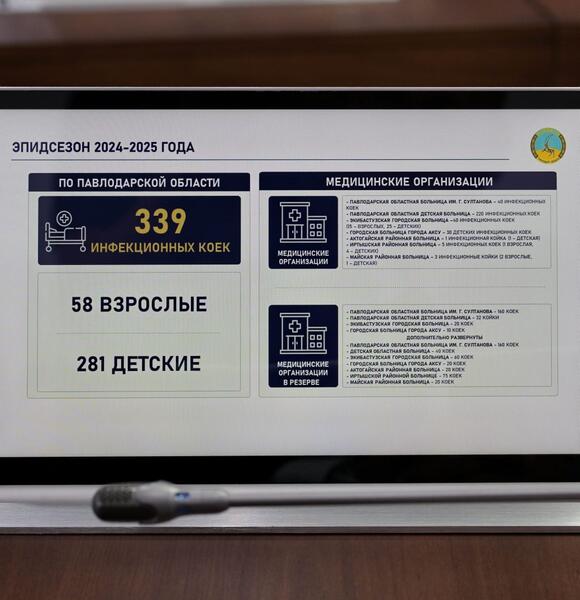 ЭПИДСЕЗОН 2024-2025 ГОДА
ПО ПАВЛОДАРСКОЙ ОБЛАСТИ
339
ИНФЕКЦИОННЫХ КОЕК
58 ВЗРОСЛЫЕ
281 ДЕТСКИЕ
МЕДИЦИНСКИЕ ОРГАНИЗАЦИИ
МЕДИЦИНСКИЕ
ОРГАНИЗАЦИИ
- ПАВЛОДАРСКАЯ ОБЛАСТНАЯ БОЛЬНИЦА ИМ. Г. СУЛТАНОВА - 40 ИНФЕКЦИОННЫХ
КОЕК
- ПАВЛОДАРСКАЯ ОБЛАСТНАЯ ДЕТСКАЯ БОЛЬНИЦА - 220 ИНФЕКЦИОННЫХ КОЕК
- ЭКИБАСТУЗСКАЯ ГОРОДСКАЯ БОЛЬНИЦА - 40 ИНФЕКЦИОННЫХ КОЕК
(15 - ВЗРОСЛЫХ, 25 - ДЕТСКИХ)
- ГОРОДСКАЯ БОЛЬНИЦА ГОРОДА АКСУ - 30 ДЕТСКИХ ИНФЕКЦИОННЫХ КОЕК
- АКТОГАЙСКАЯ РАЙОННАЯ БОЛЬНИЦА - 1 ИНФЕКЦИОННАЯ КОЙКА (1 - ДЕТСКАЯ)
- ИРТЫШСКАЯ РАЙОННАЯ БОЛЬНИЦА - 5 ИНФЕКЦИОННЫХ КОЕК (1 ВЗРОСЛАЯ,
4 - ДЕТСКИХ)
- МАЙСКАЯ РАЙОННАЯ БОЛЬНИЦА - 3 ИНФЕКЦИОННЫХ КОЙКИ (2 ВЗРОСЛЫЕ,
1 - ДЕТСКАЯ)
МЕДИЦИНСКИЕ
ОРГАНИЗАЦИИ
В РЕЗЕРВЕ
- ПАВЛОДАРСКАЯ ОБЛАСТНАЯ БОЛЬНИЦА ИМ. Г. СУЛТАНОВА - 160 КОЕК
- ПАВЛОДАРСКАЯ ОБЛАСТНАЯ ДЕТСКАЯ БОЛЬНИЦА - 32 КОЙКИ
- ЭКИБАСТУЗСКАЯ ГОРОДСКАЯ БОЛЬНИЦА - 20 КОЕК
- ГОРОДСКАЯ БОЛЬНИЦА ГОРОДА АКСУ - 10 КОЕК
ДОПОЛНИТЕЛЬНО РАЗВЕРНУТЫ
- ПАВЛОДАРСКАЯ ОБЛАСТНАЯ БОЛЬНИЦА ИМ. Г. СУЛТАНОВА - 160 КОЕК
- ДЕТСКАЯ ОБЛАСТНАЯ БОЛЬНИЦА - 40 КОЕК
- ЭКИБАСТУЗСКАЯ ГОРОДСКАЯ БОЛЬНИЦА - 60 КОЕК
- ГОРОДСКАЯ БОЛЬНИЦА ГОРОДА АКСУ - 20 КОЕК
- АКТОГАЙСКАЯ РАЙОННАЯ БОЛЬНИЦА - 20 КОЕК
- ИРТЫШСКОЙ РАЙОННОЙ БОЛЬНИЦЕ - 75 КОЕК
- МАЙСКАЯ РАЙОННАЯ БОЛЬНИЦА - 20 КОЕК